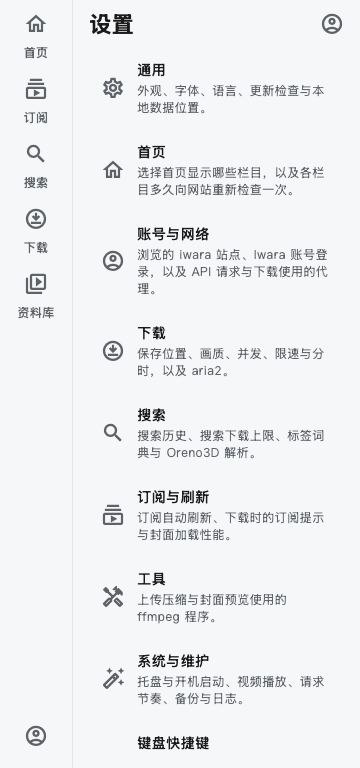 设置
首页
订阅
搜索
下载
资料库
通用
外观、字体、语言、更新检查与本
地数据位置。
首页
选择首页显示哪些栏目，以及各栏
目多久向网站重新检查一次。
账号与网络
浏览的 iwara 站点、Iwara 账号登
录，以及 API 请求与下载使用的代
理。
下载
保存位置、画质、并发、限速与分
时，以及 aria2。
搜索
搜索历史、搜索下载上限、标签词
典与 Oreno3D 解析。
订阅与刷新
订阅自动刷新、下载时的订阅提示
与封面加载性能。
工具
上传压缩与封面预览使用的
ffmpeg 程序。
系统与维护
托盘与开机启动、视频播放、请求
节奏、备份与日志。
键盘快捷键